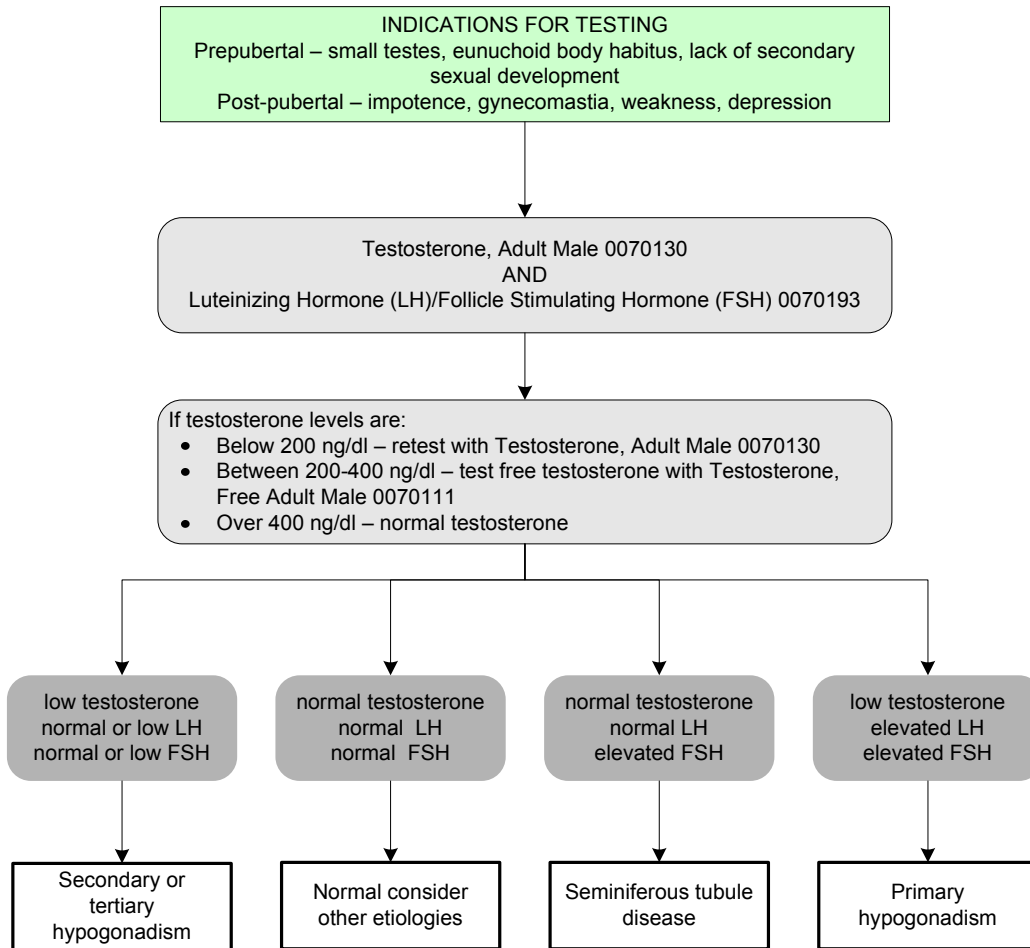 INDICATIONS FOR TESTING
Prepubertal – small testes, eunuchoid body habitus, lack of secondary
sexual development
Post-pubertal – impotence, gynecomastia, weakness, depression
Testosterone, Adult Male 0070130
AND
Luteinizing Hormone (LH)/Follicle Stimulating Hormone (FSH) 0070193
If testosterone levels are:
• Below 200 ng/dl – retest with Testosterone, Adult Male 0070130
• Between 200-400 ng/dl – test free testosterone with Testosterone,
Free Adult Male 0070111
• Over 400 ng/dl – normal testosterone
low testosterone
normal or low LH
normal or low FSH
normal testosterone
normal LH
normal FSH
normal testosterone
normal LH
elevated FSH
low testosterone
elevated LH
elevated FSH
Secondary or
tertiary
hypogonadism
Normal consider
other etiologies
Seminiferous tubule
disease
Primary
hypogonadism